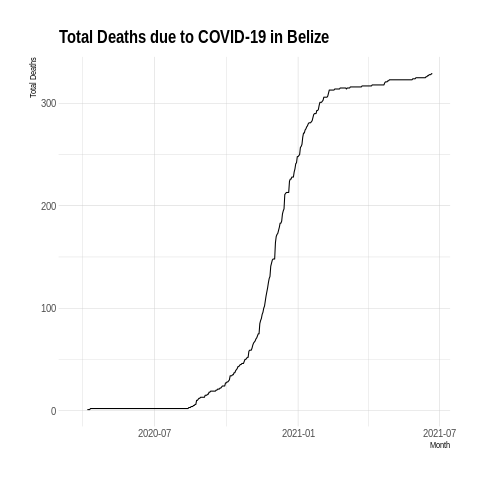 Total Deaths due to COVID-19 in Belize
Total Deaths
300
200
100
0
2020-07
2021-01
2021-07
Month